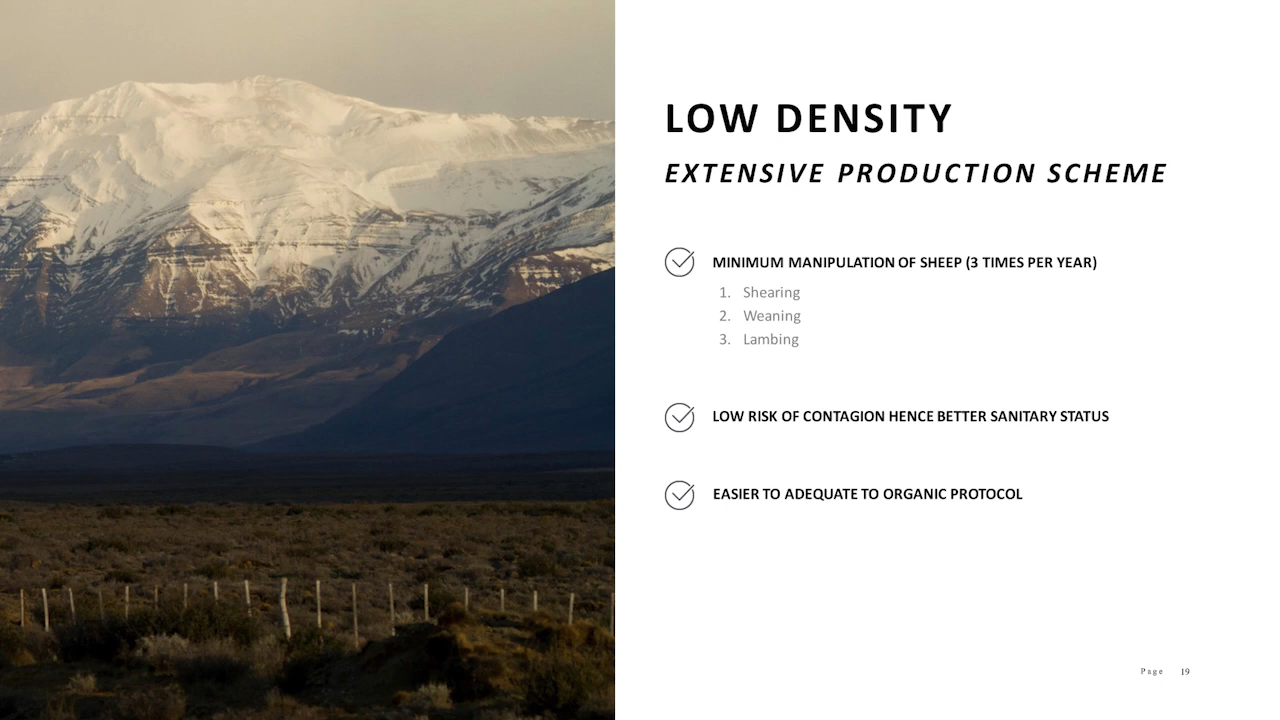 LOW DENSITY
EXTENSIVE PRODUCTION SCHEME
MINIMUM MANIPULATION OF SHEEP (3 TIMES PER YEAR)
1. Shearing
2. Weaning
3. Lambing
LOW RISK OF CONTAGION HENCE BETTER SANITARY STATUS
EASIER TO ADEQUATE TO ORGANIC PROTOCOL
Page 19